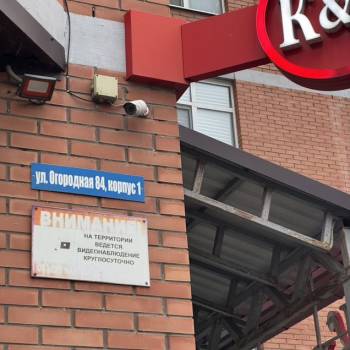 К&
ул. Огородная 84, корпус 1
ВНИМАНИЕ!
НА ТЕРРИТОРИИ
ВЕДЕТСЯ
ВИДЕОНАБЛЮДЕНИЕ
КРУГЛОСУТОЧНО